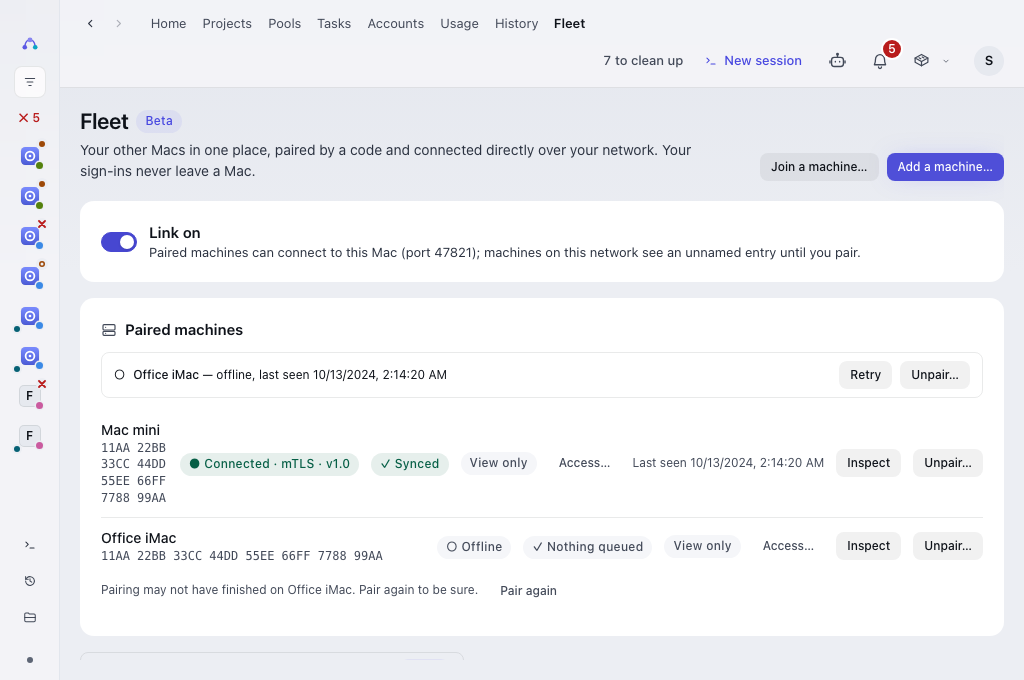 Home Projects Pools Tasks Accounts Usage History Fleet
7 to clean up New session 5 S
5
Fleet Beta
Your other Macs in one place, paired by a code and connected directly over your network. Your
sign-ins never leave a Mac.
Join a machine... Add a machine...
Link on
Paired machines can connect to this Mac (port 47821); machines on this network see an unnamed entry until you pair.
Paired machines
Office iMac — offline, last seen 10/13/2024, 2:14:20 AM Retry Unpair...
Mac mini
11AA 22BB
33CC 44DD
55EE 66FF
7788 99AA
Connected · mTLS · v1.0 ✓ Synced View only Access... Last seen 10/13/2024, 2:14:20 AM Inspect Unpair...
Office iMac
11AA 22BB 33CC 44DD 55EE 66FF 7788 99AA
Offline ✓ Nothing queued View only Access... Inspect Unpair...
Pairing may not have finished on Office iMac. Pair again to be sure. Pair again
F
F